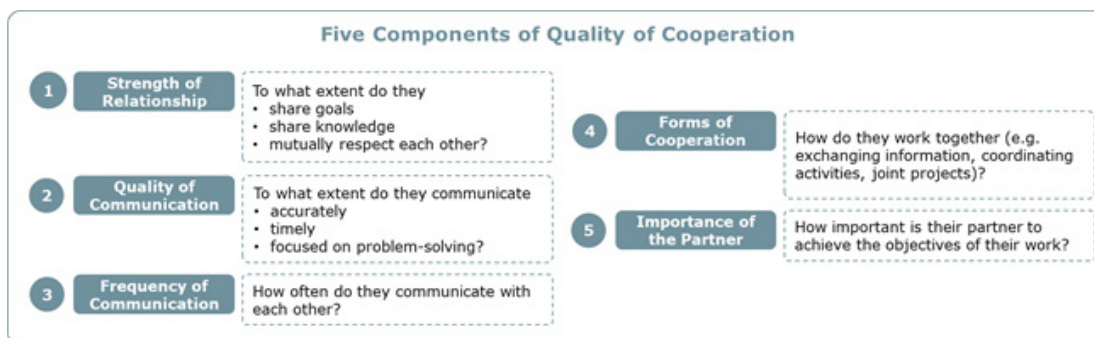 Five Components of Quality of Cooperation
1
Strength of
Relationship
To what extent do they
• share goals
• share knowledge
• mutually respect each other?
2
Quality of
Communication
To what extent do they communicate
• accurately
• timely
• focused on problem-solving?
3
Frequency of
Communication
How often do they communicate with
each other?
4
Forms of
Cooperation
How do they work together (e.g.
exchanging information, coordinating
activities, joint projects)?
5
Importance of
the Partner
How important is their partner to
achieve the objectives of their work?